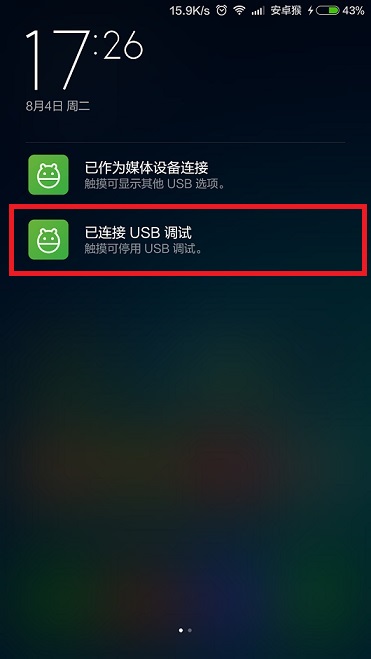 15.9K/s 安卓猴 43%
17:26
8月4日 周二
已作为媒体设备连接
触摸可显示其他 USB 选项。
已连接 USB 调试
触摸可停用 USB 调试。